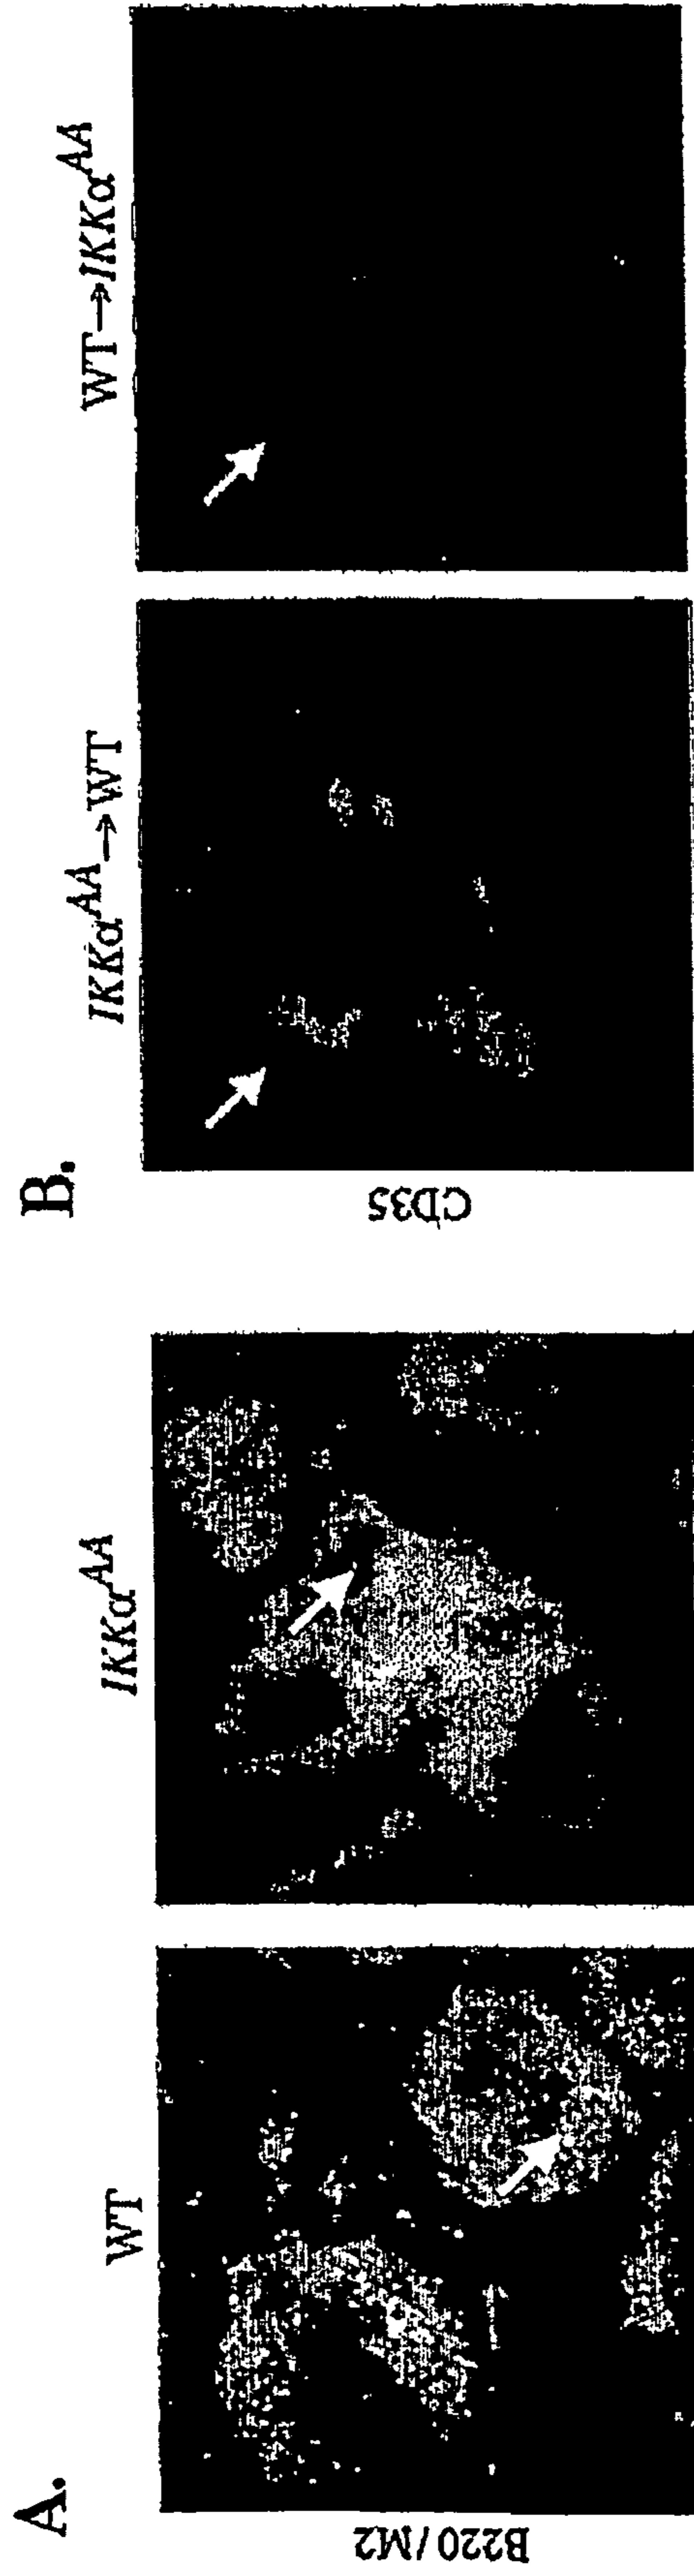 A.
WT
IKKα^AA
B220/M2
B.
IKKα^AA→WT
WT→IKKα^AA
CD35